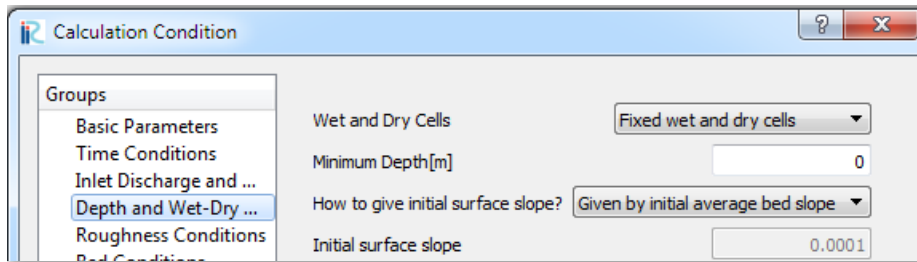 Calculation Condition
Groups
Basic Parameters
Time Conditions
Inlet Discharge and ...
Depth and Wet-Dry ...
Roughness Conditions
Bed Conditions
Wet and Dry Cells Fixed wet and dry cells
Minimum Depth[m] 0
How to give initial surface slope? Given by initial average bed slope
Initial surface slope 0.0001